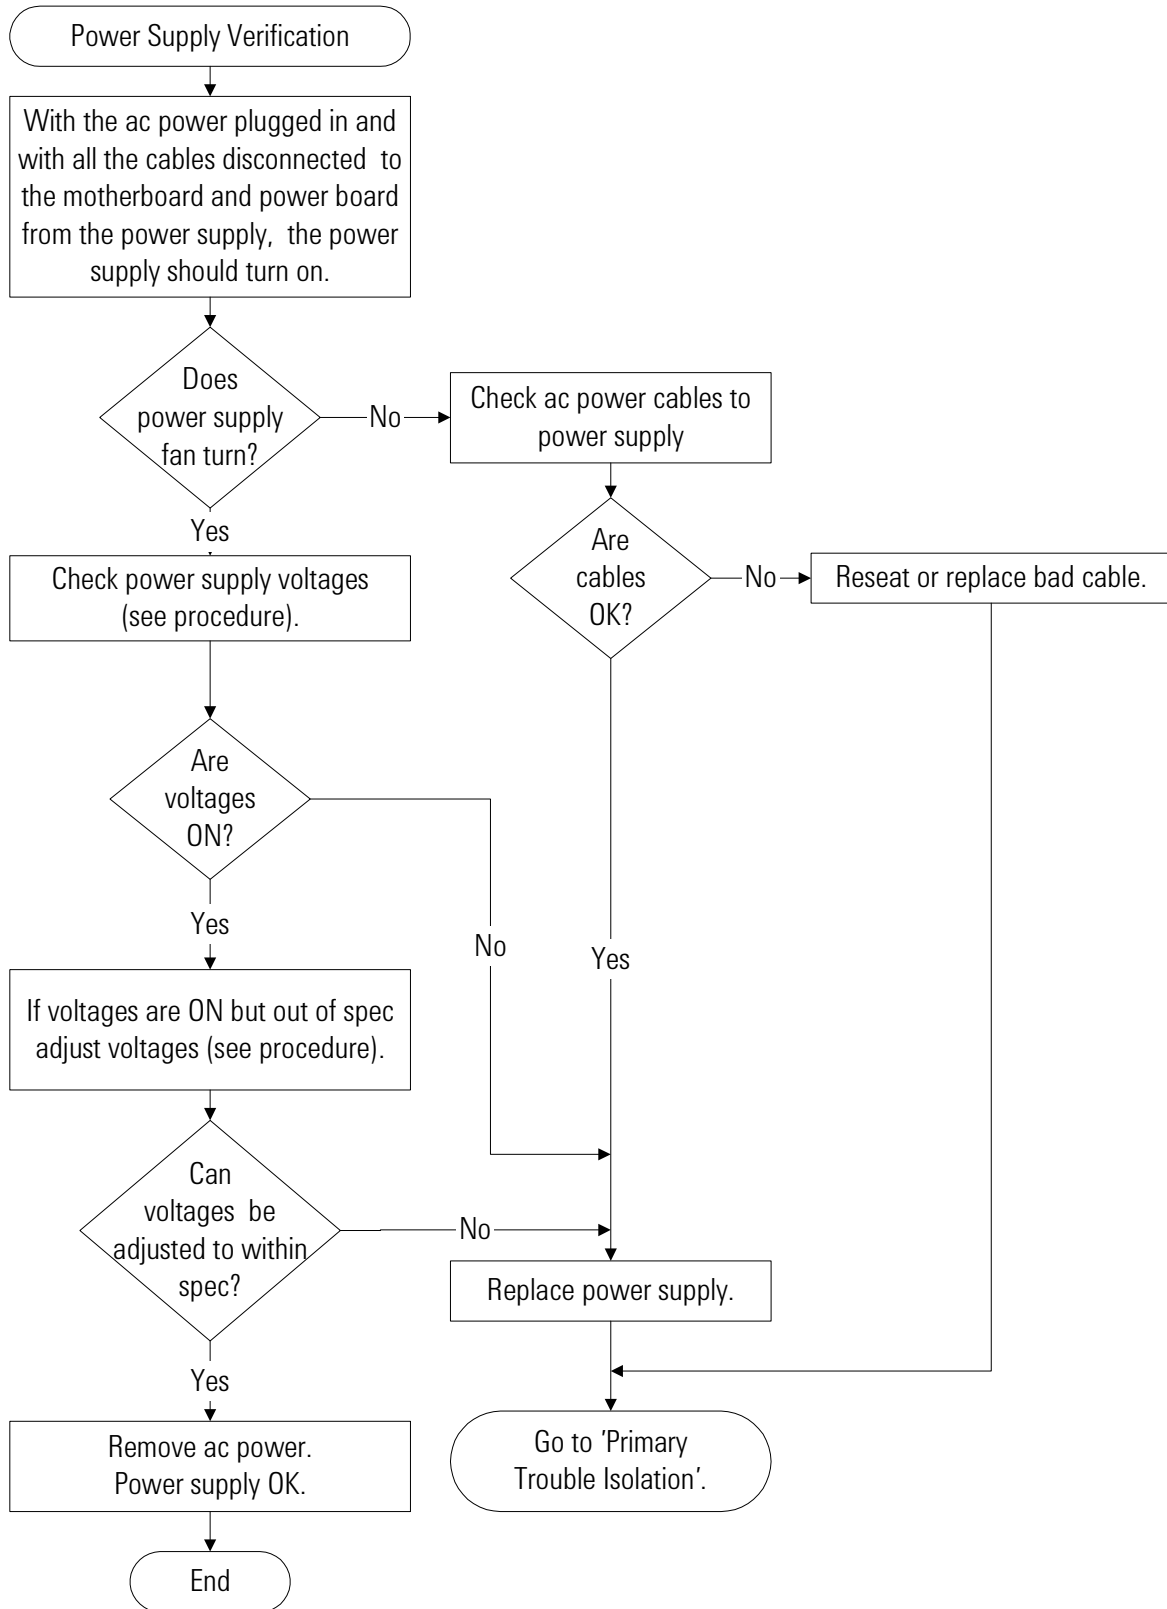 Power Supply Verification
With the ac power plugged in and
with all the cables disconnected to
the motherboard and power board
from the power supply, the power
supply should turn on.
Does
power supply
fan turn?
No
Check ac power cables to
power supply
Yes
Are
cables
OK?
No
Reseat or replace bad cable.
Check power supply voltages
(see procedure).
Are
voltages
ON?
Yes
No
Yes
If voltages are ON but out of spec
adjust voltages (see procedure).
Can
voltages be
adjusted to within
spec?
No
Replace power supply.
Yes
Remove ac power.
Power supply OK.
Go to 'Primary
Trouble Isolation'.
End